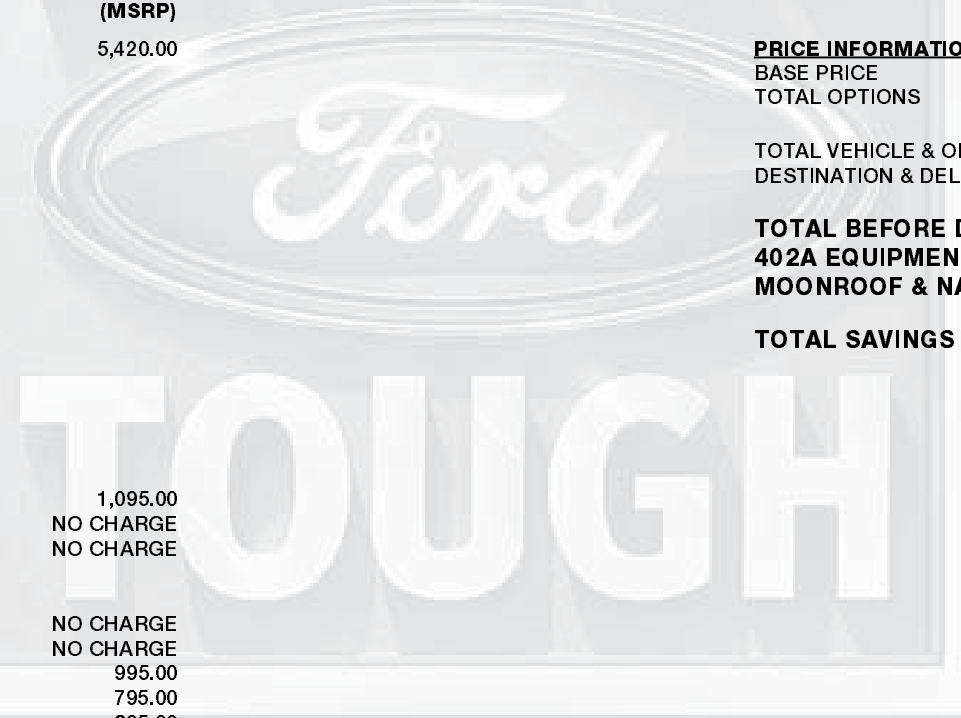 (MSRP)
5,420.00
1,095.00
NO CHARGE
NO CHARGE
NO CHARGE
NO CHARGE
995.00
795.00
PRICE INFORMATIO
BASE PRICE
TOTAL OPTIONS
TOTAL VEHICLE & O
DESTINATION & DEL
TOTAL BEFORE D
402A EQUIPMEN
MOONROOF & NA
TOTAL SAVINGS
Ford
TOUGH